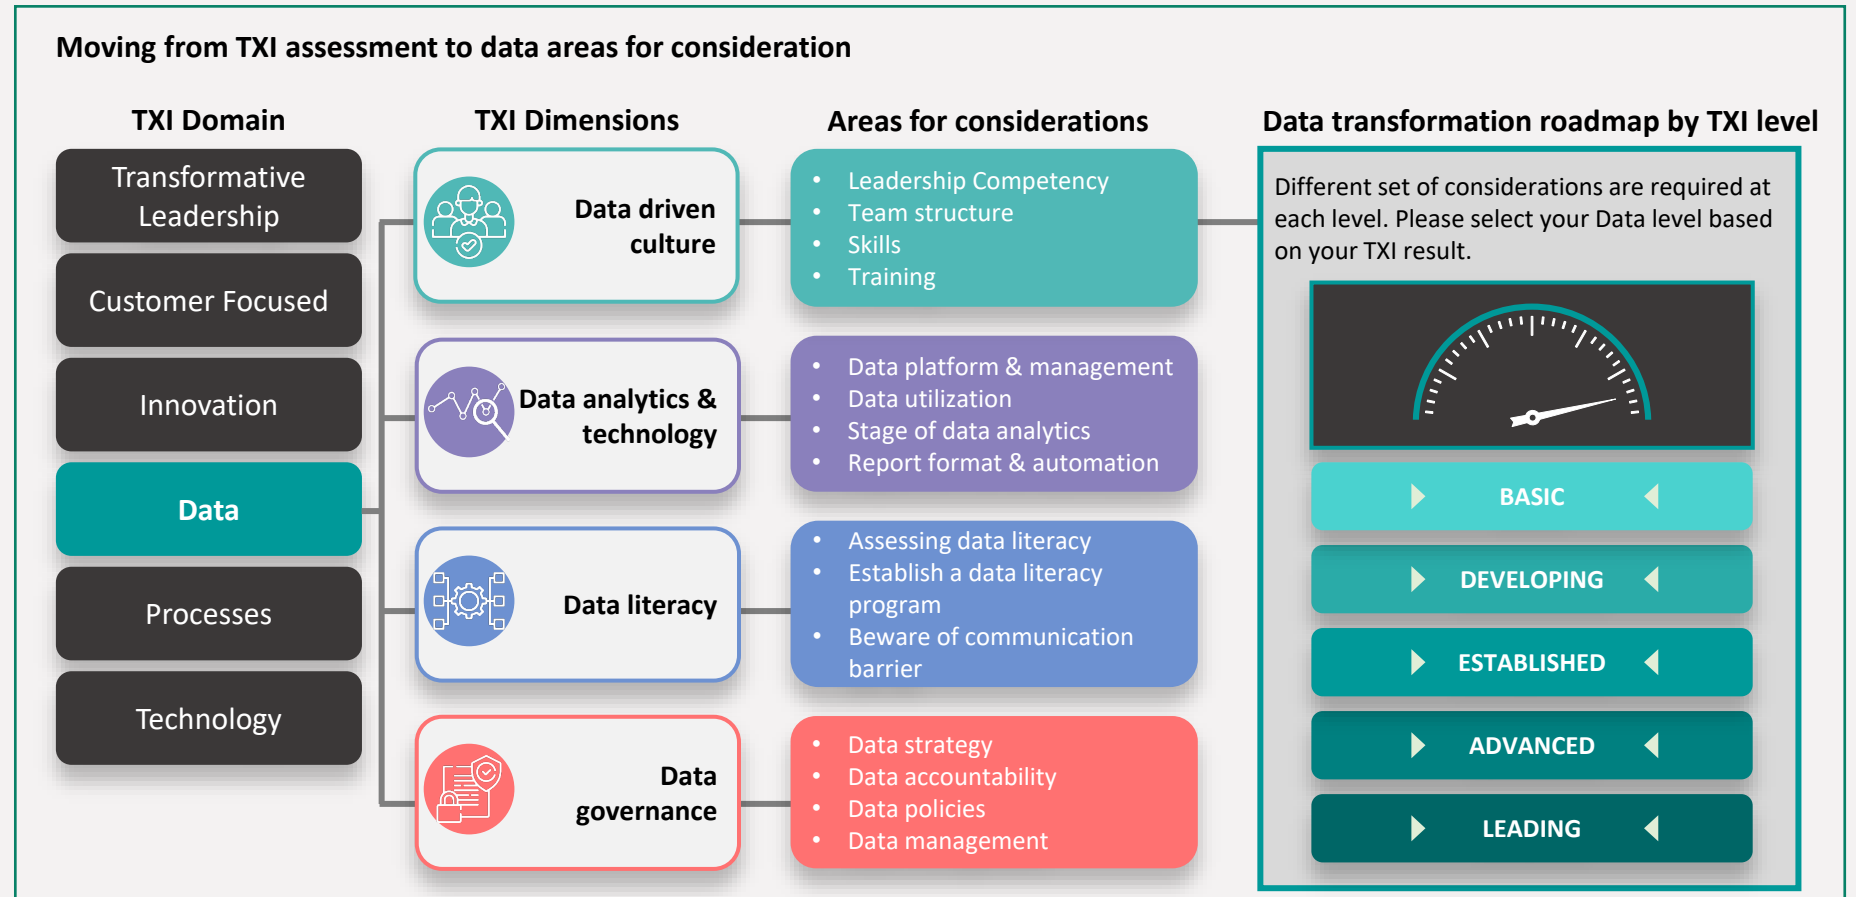 Moving from TXI assessment to data areas for consideration
TXI Domain
Transformative
Leadership
Customer Focused
Innovation
Data
Processes
Technology
TXI Dimensions
Data driven
culture
Data analytics &
technology
Data literacy
Data
governance
Areas for considerations
• Leadership Competency
• Team structure
• Skills
• Training
• Data platform & management
• Data utilization
• Stage of data analytics
• Report format & automation
• Assessing data literacy
• Establish a data literacy
program
• Beware of communication
barrier
• Data strategy
• Data accountability
• Data policies
• Data management
Data transformation roadmap by TXI level
Different set of considerations are required at
each level. Please select your Data level based
on your TXI result.
BASIC
DEVELOPING
ESTABLISHED
ADVANCED
LEADING